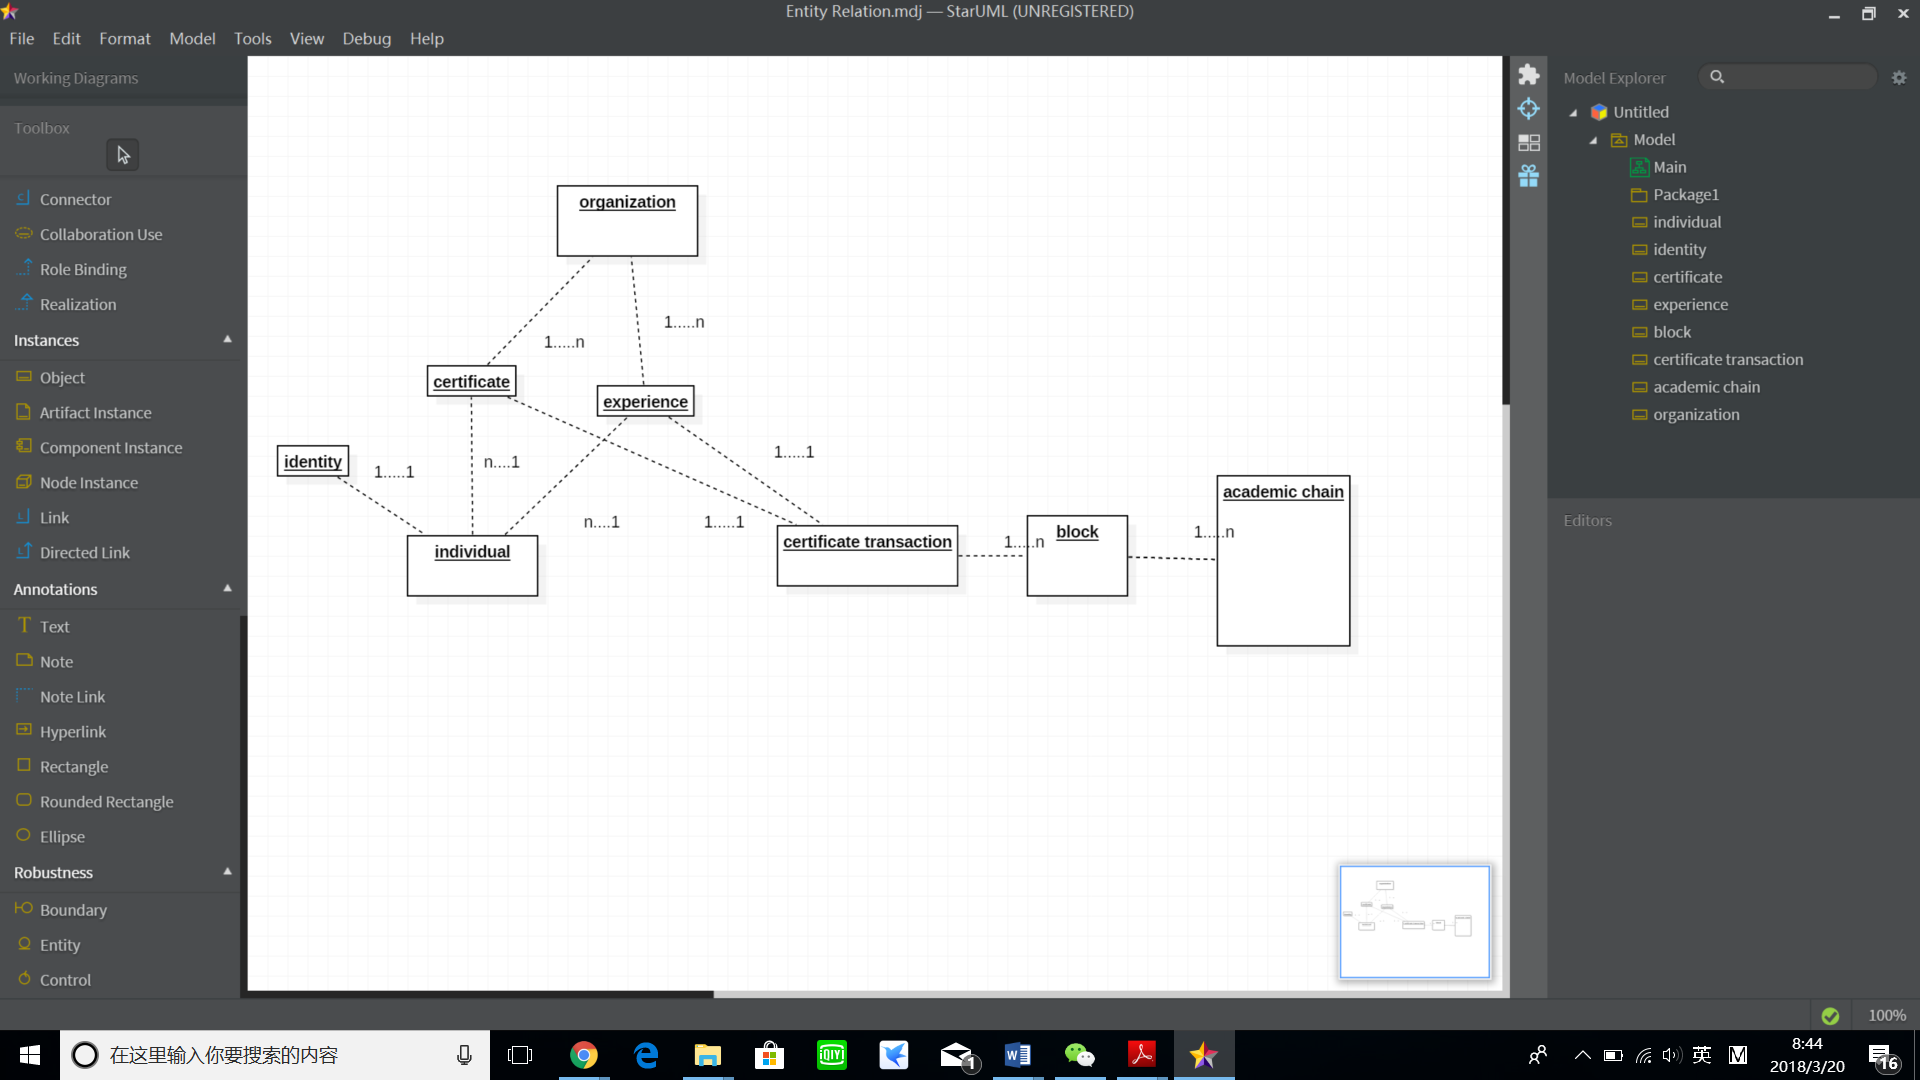 Entity Relation.mdj — StarUML (UNREGISTERED)
File Edit Format Model Tools View Debug Help
Working Diagrams
Toolbox
Connector
Collaboration Use
Role Binding
Realization
Instances
Object
Artifact Instance
Component Instance
Node Instance
Link
Directed Link
Annotations
Text
Note
Note Link
Hyperlink
Rectangle
Rounded Rectangle
Ellipse
Robustness
Boundary
Entity
Control
organization
1.....n
1.....n
certificate
experience
identity
1.....1
n....1
1.....1
individual
n....1
1.....1
certificate transaction
1.....n
block
1.....n
academic chain
Model Explorer
Untitled
Model
Main
Package1
individual
identity
certificate
experience
block
certificate transaction
academic chain
organization
Editors
100%
在这里输入你要搜索的内容
iQIYI
1
英
M
8:44
2018/3/20
16